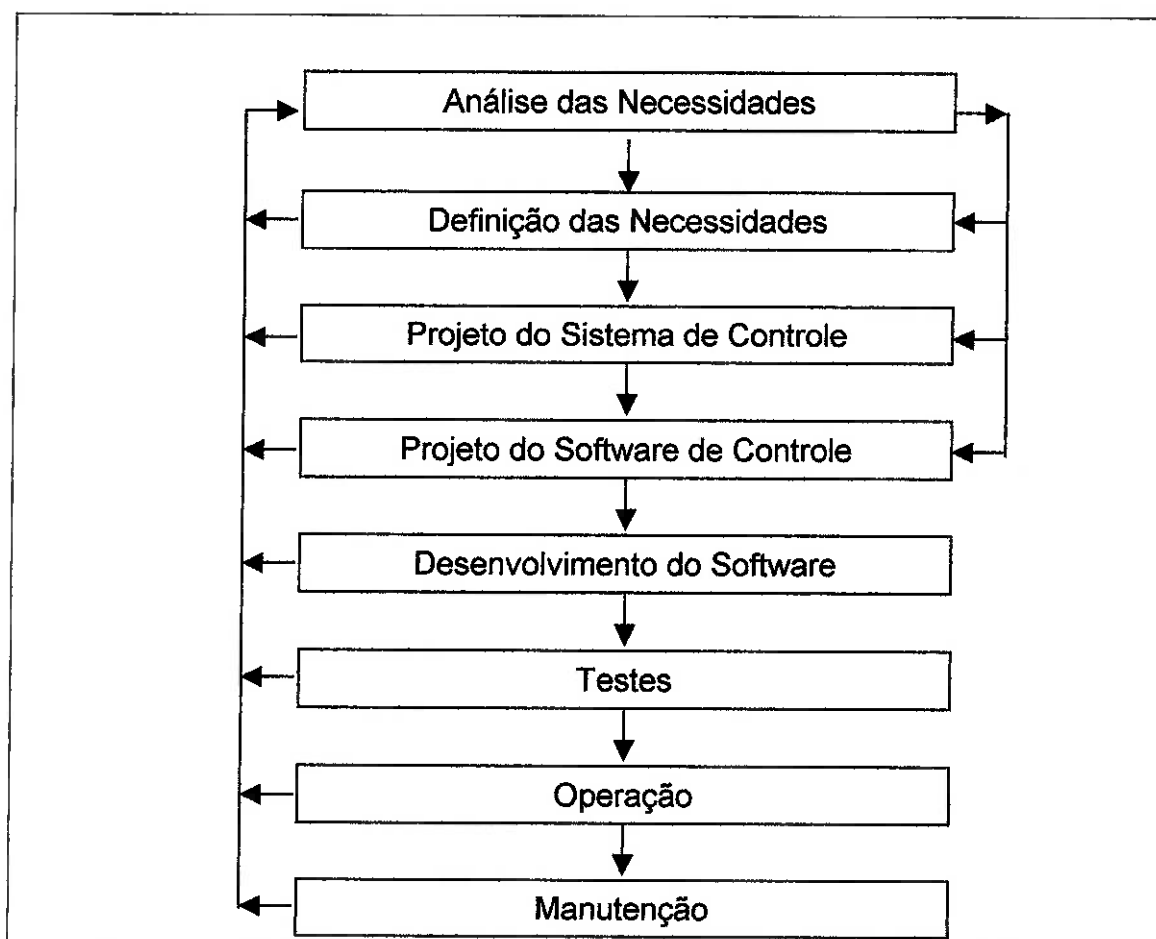 Análise das Necessidades
Definição das Necessidades
Projeto do Sistema de Controle
Projeto do Software de Controle
Desenvolvimento do Software
Testes
Operação
Manutenção